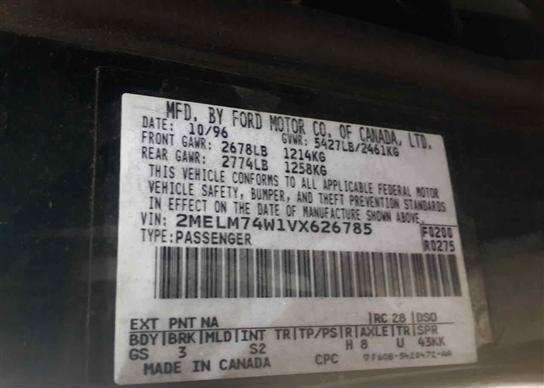 MFD. BY FORD MOTOR CO. OF CANADA, LTD.
DATE: 10/96 GVWR: 5427LB/2461KG
FRONT GAWR: 2678LB 1214KG
REAR GAWR: 2774LB 1258KG
THIS VEHICLE CONFORMS TO ALL APPLICABLE FEDERAL MOTOR
VEHICLE SAFETY, BUMPER, AND THEFT PREVENTION STANDARDS
IN EFFECT ON THE DATE OF MANUFACTURE SHOWN ABOVE.
VIN: 2MELM74W1VX626785 F0200
TYPE:PASSENGER R0275
EXT PNT NA RC 28 DSO
BDY|BRK|MLD|INT TR|TP/PS|R|AXLE|TR|SPR
GS 3 S2 H 8 U 43KK
MADE IN CANADA CPC